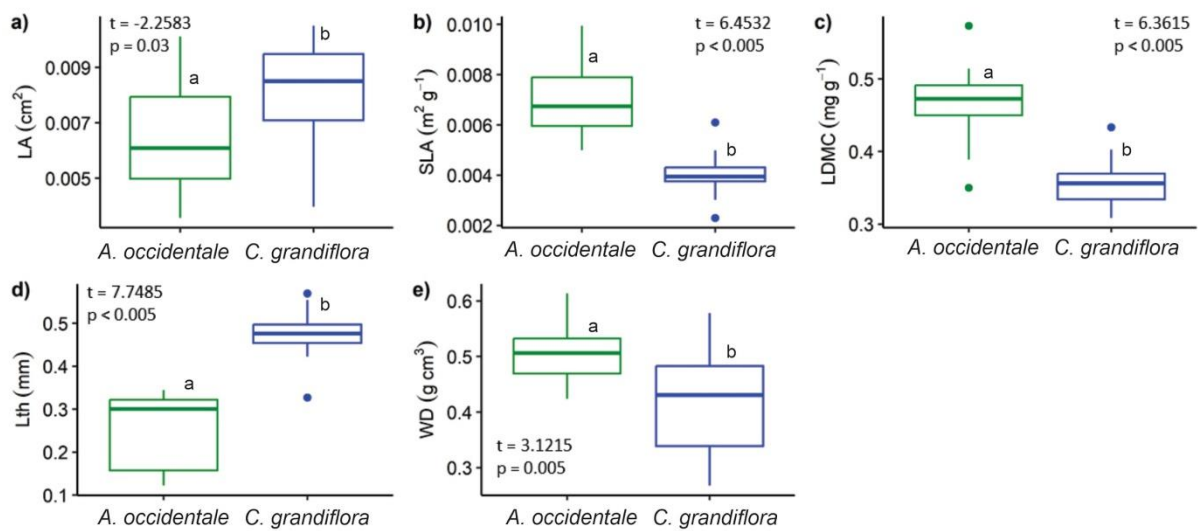 a)
t = -2.2583
p = 0.03
LA (cm²)
0.009
0.007
0.005
a
b
A. occidentale C. grandiflora
b)
t = 6.4532
p < 0.005
SLA (m² g⁻¹)
0.010
0.008
0.006
0.004
0.002
a
b
A. occidentale C. grandiflora
c)
t = 6.3615
p < 0.005
LDMC (mg g⁻¹)
0.5
0.4
0.3
a
b
A. occidentale C. grandiflora
d)
t = 7.7485
p < 0.005
Lth (mm)
0.5
0.4
0.3
0.2
0.1
a
b
A. occidentale C. grandiflora
e)
WD (g cm³)
0.6
0.5
0.4
0.3
a
b
t = 3.1215
p = 0.005
A. occidentale C. grandiflora